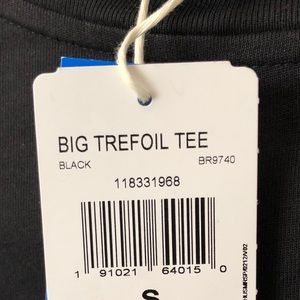 BIG TREFOIL TEE
BLACK BR9740
118331968
1 91021 64015 0
S